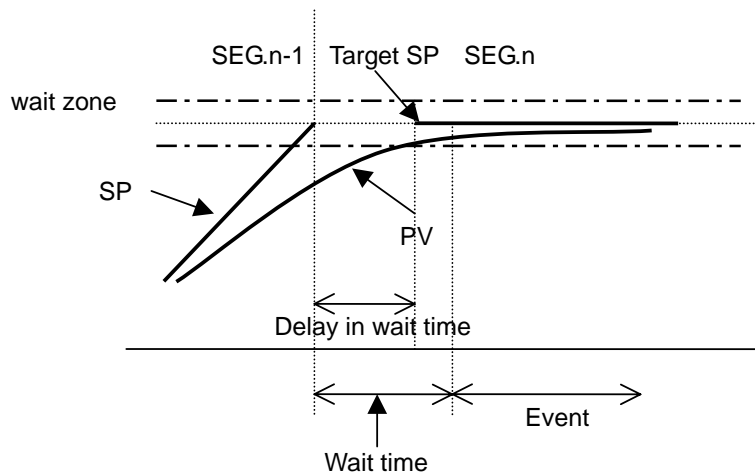 SEG.n-1
Target SP
SEG.n
wait zone
SP
PV
Delay in wait time
Event
Wait time